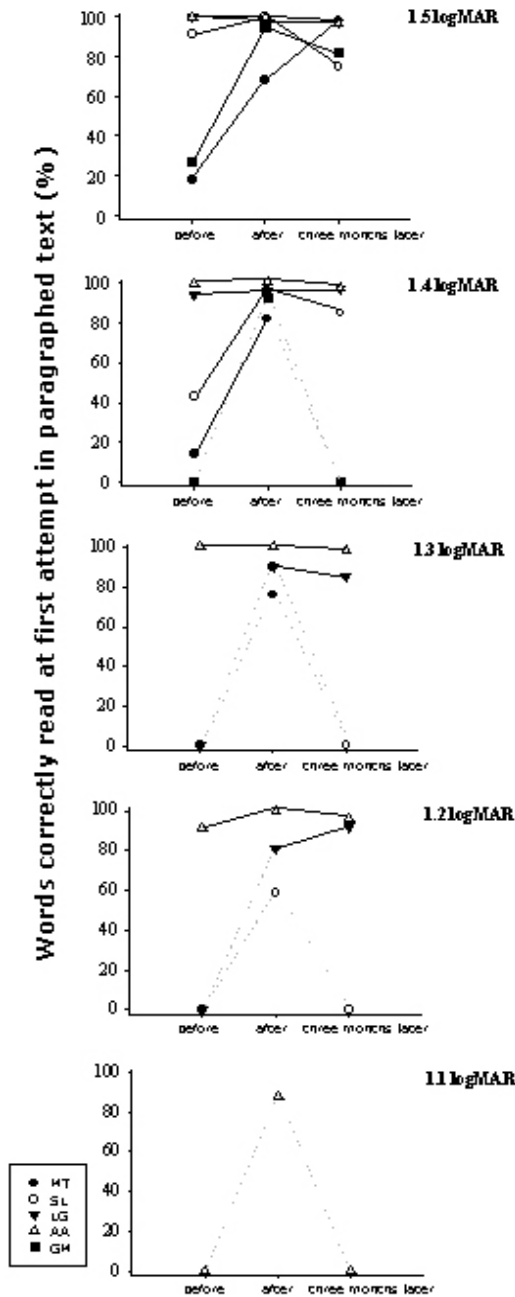 Words correctly read at first attempt in paragraphed text (%)
1.5 logMAR
100
80
60
40
20
0
before after three months later
1.4 logMAR
100
80
60
40
20
0
before after three months later
1.3 logMAR
100
80
60
40
20
0
before after three months later
1.2 logMAR
100
80
60
40
20
0
before after three months later
1.1 logMAR
100
80
60
40
20
0
before after three months later
MT
SL
LG
AA
GM